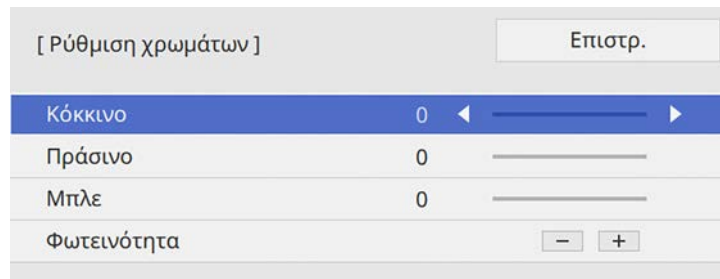 [ Ρύθμιση χρωμάτων ]
Επιστρ.
Κόκκινο 0
Πράσινο 0
Μπλε 0
Φωτεινότητα − +